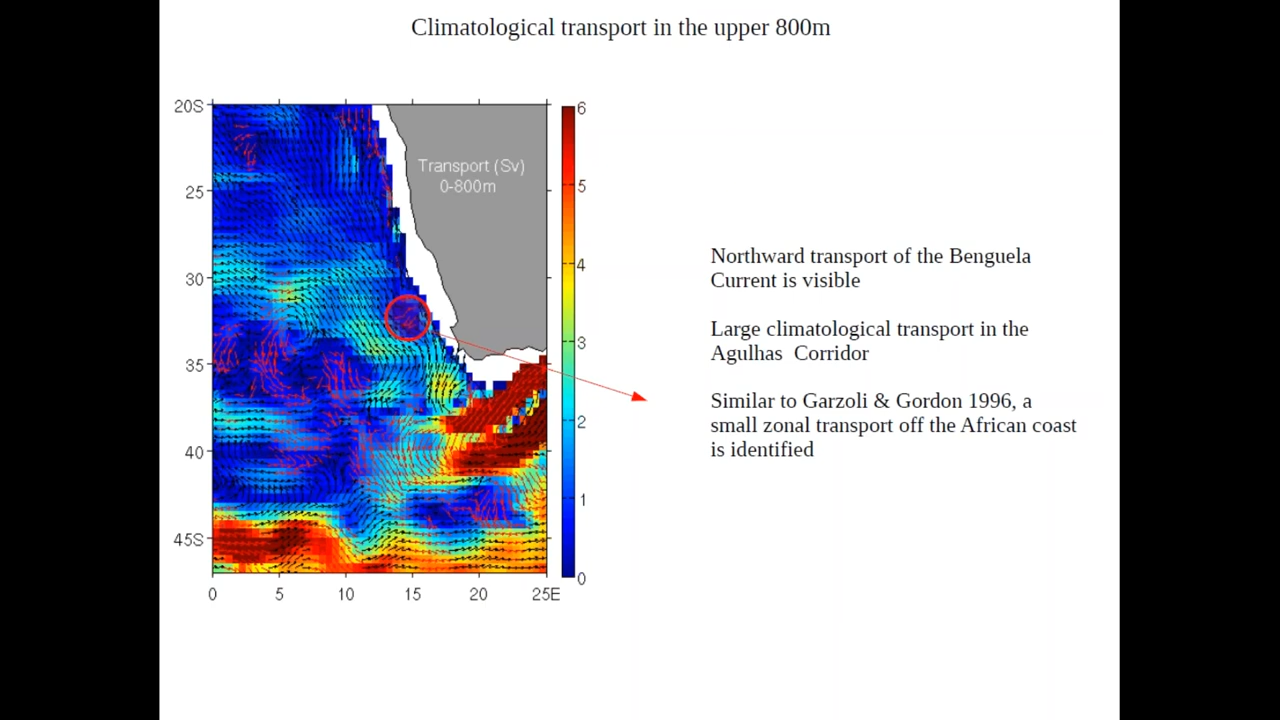 Climatological transport in the upper 800m
20S
25
30
35
40
45S
0
5
10
15
20
25E
Transport (Sv)
0-800m
6
5
4
3
2
1
0
Northward transport of the Benguela
Current is visible
Large climatological transport in the
Agulhas Corridor
Similar to Garzoli & Gordon 1996, a
small zonal transport off the African coast
is identified